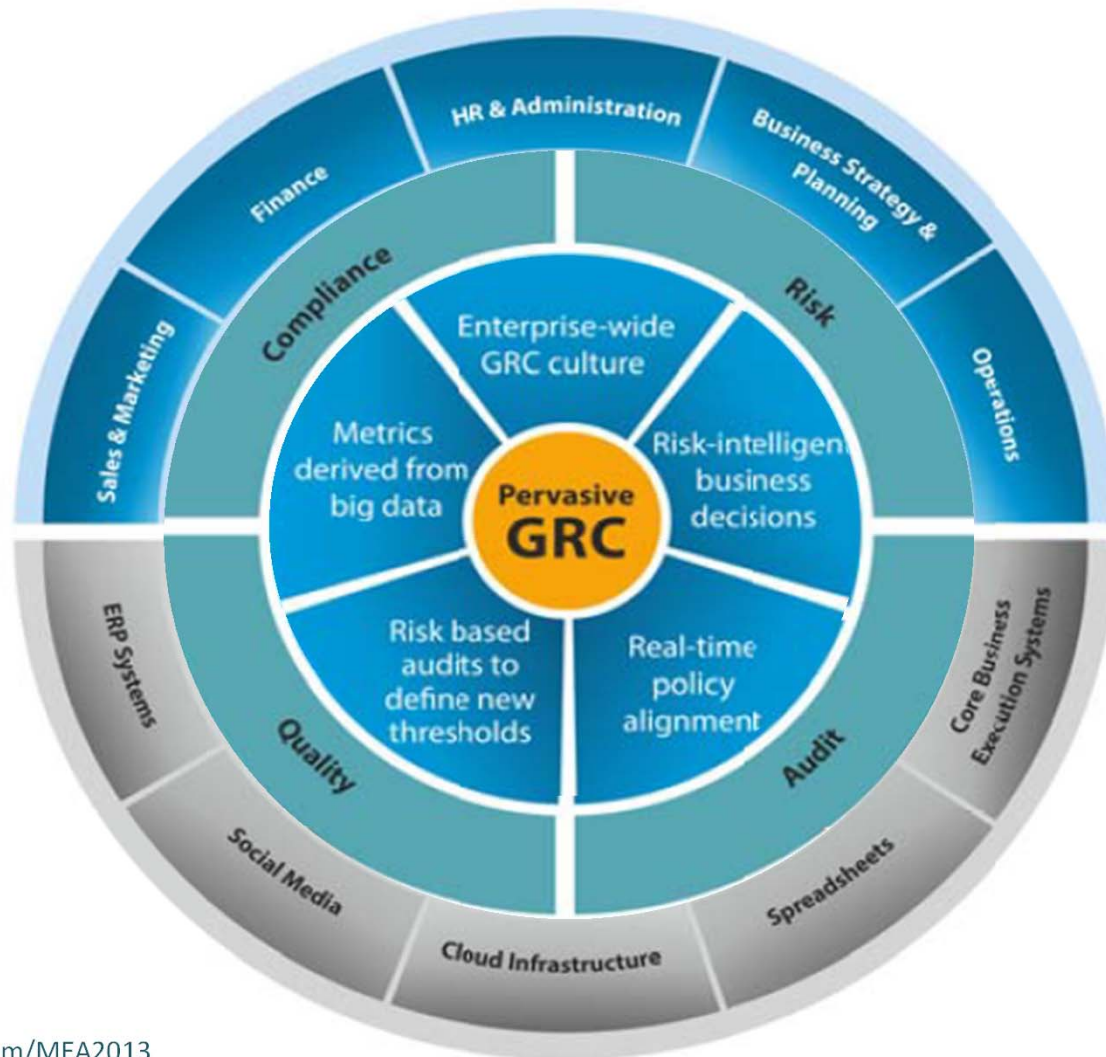 HR & Administration
Business Strategy &
Planning
Finance
Operations
Sales & Marketing
Compliance
Risk
Enterprise-wide
GRC culture
Metrics
derived from
big data
Risk-intelligen
business
decisions
Pervasive
GRC
Risk based
audits to
define new
thresholds
Real-time
policy
alignment
Quality
Audit
ERP Systems
Core Business
Execution Systems
Social Media
Spreadsheets
Cloud Infrastructure
m/MEA2013